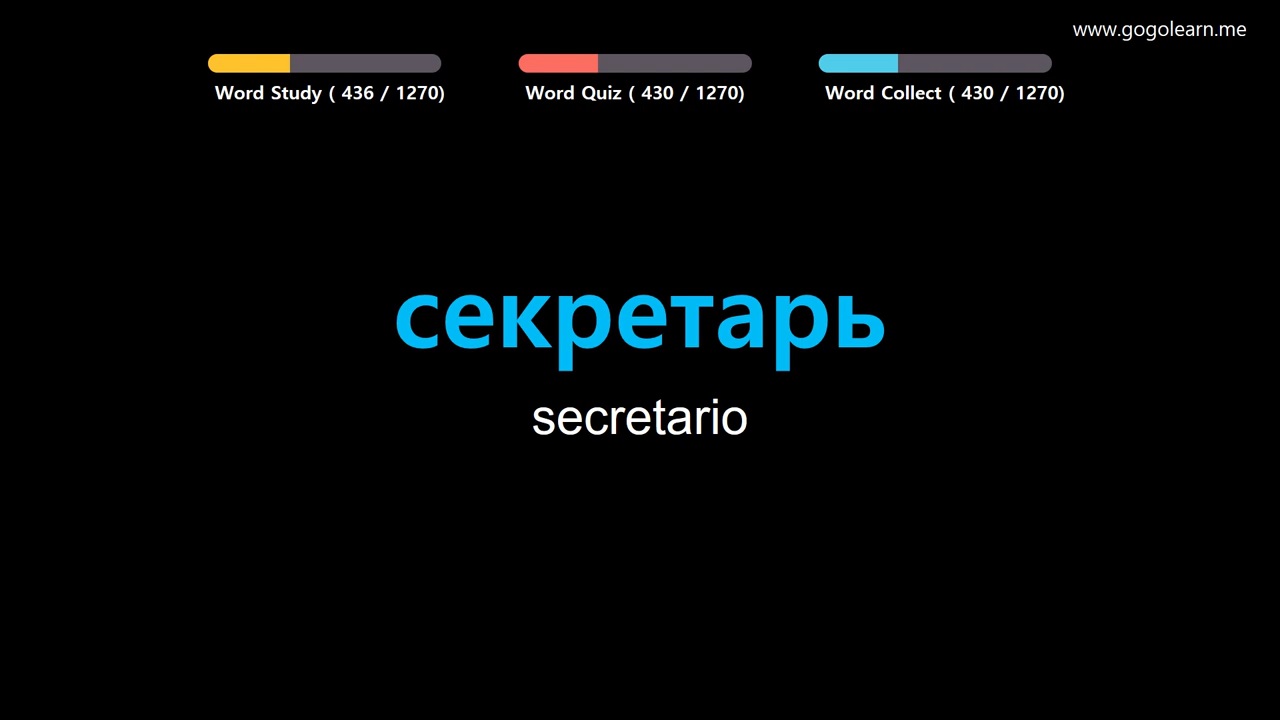 www.gogolearn.me
Word Study ( 436 / 1270)
Word Quiz ( 430 / 1270)
Word Collect ( 430 / 1270)
секретарь
secretario